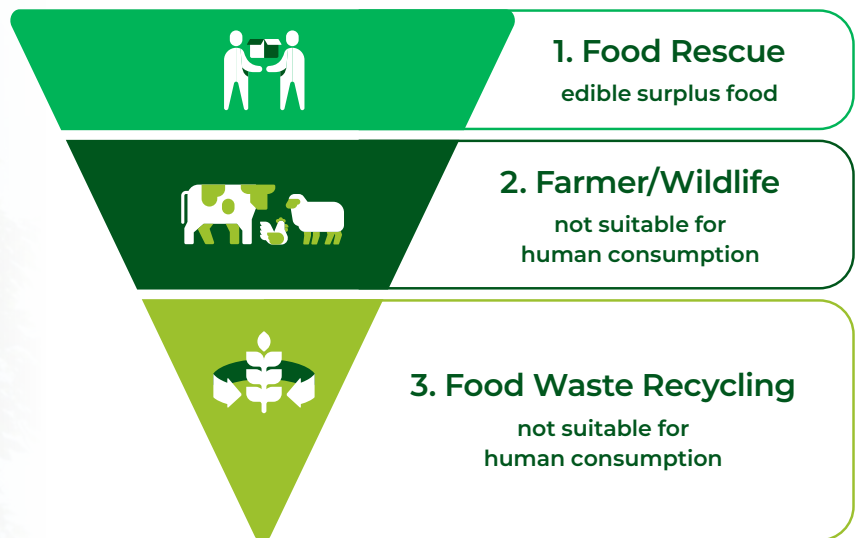 1. Food Rescue
edible surplus food
2. Farmer/Wildlife
not suitable for
human consumption
3. Food Waste Recycling
not suitable for
human consumption